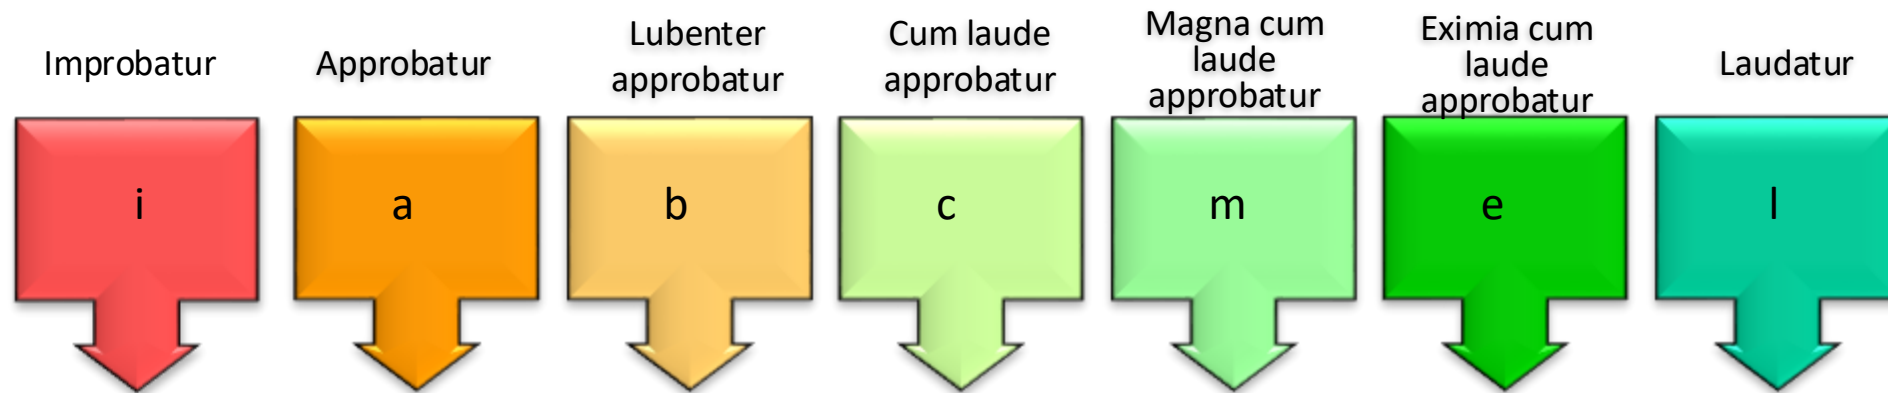 Improbatur
Approbatur
Lubenter
approbatur
Cum laude
approbatur
Magna cum
laude
approbatur
Eximia cum
laude
approbatur
Laudatur
i
a
b
c
m
e
l